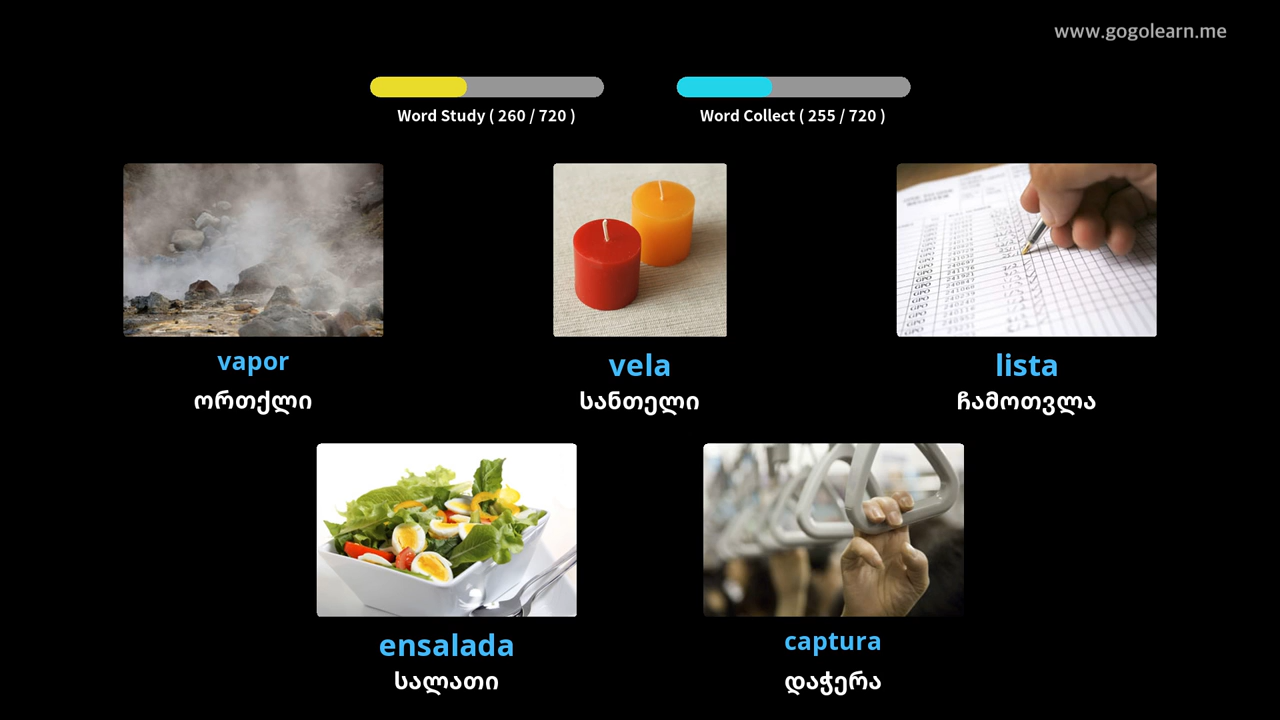 www.gogolearn.me
Word Study ( 260 / 720 )
Word Collect ( 255 / 720 )
vapor
ორთქლი
vela
სანთელი
lista
ჩამოთვლა
ensalada
სალათი
captura
დაჭერა